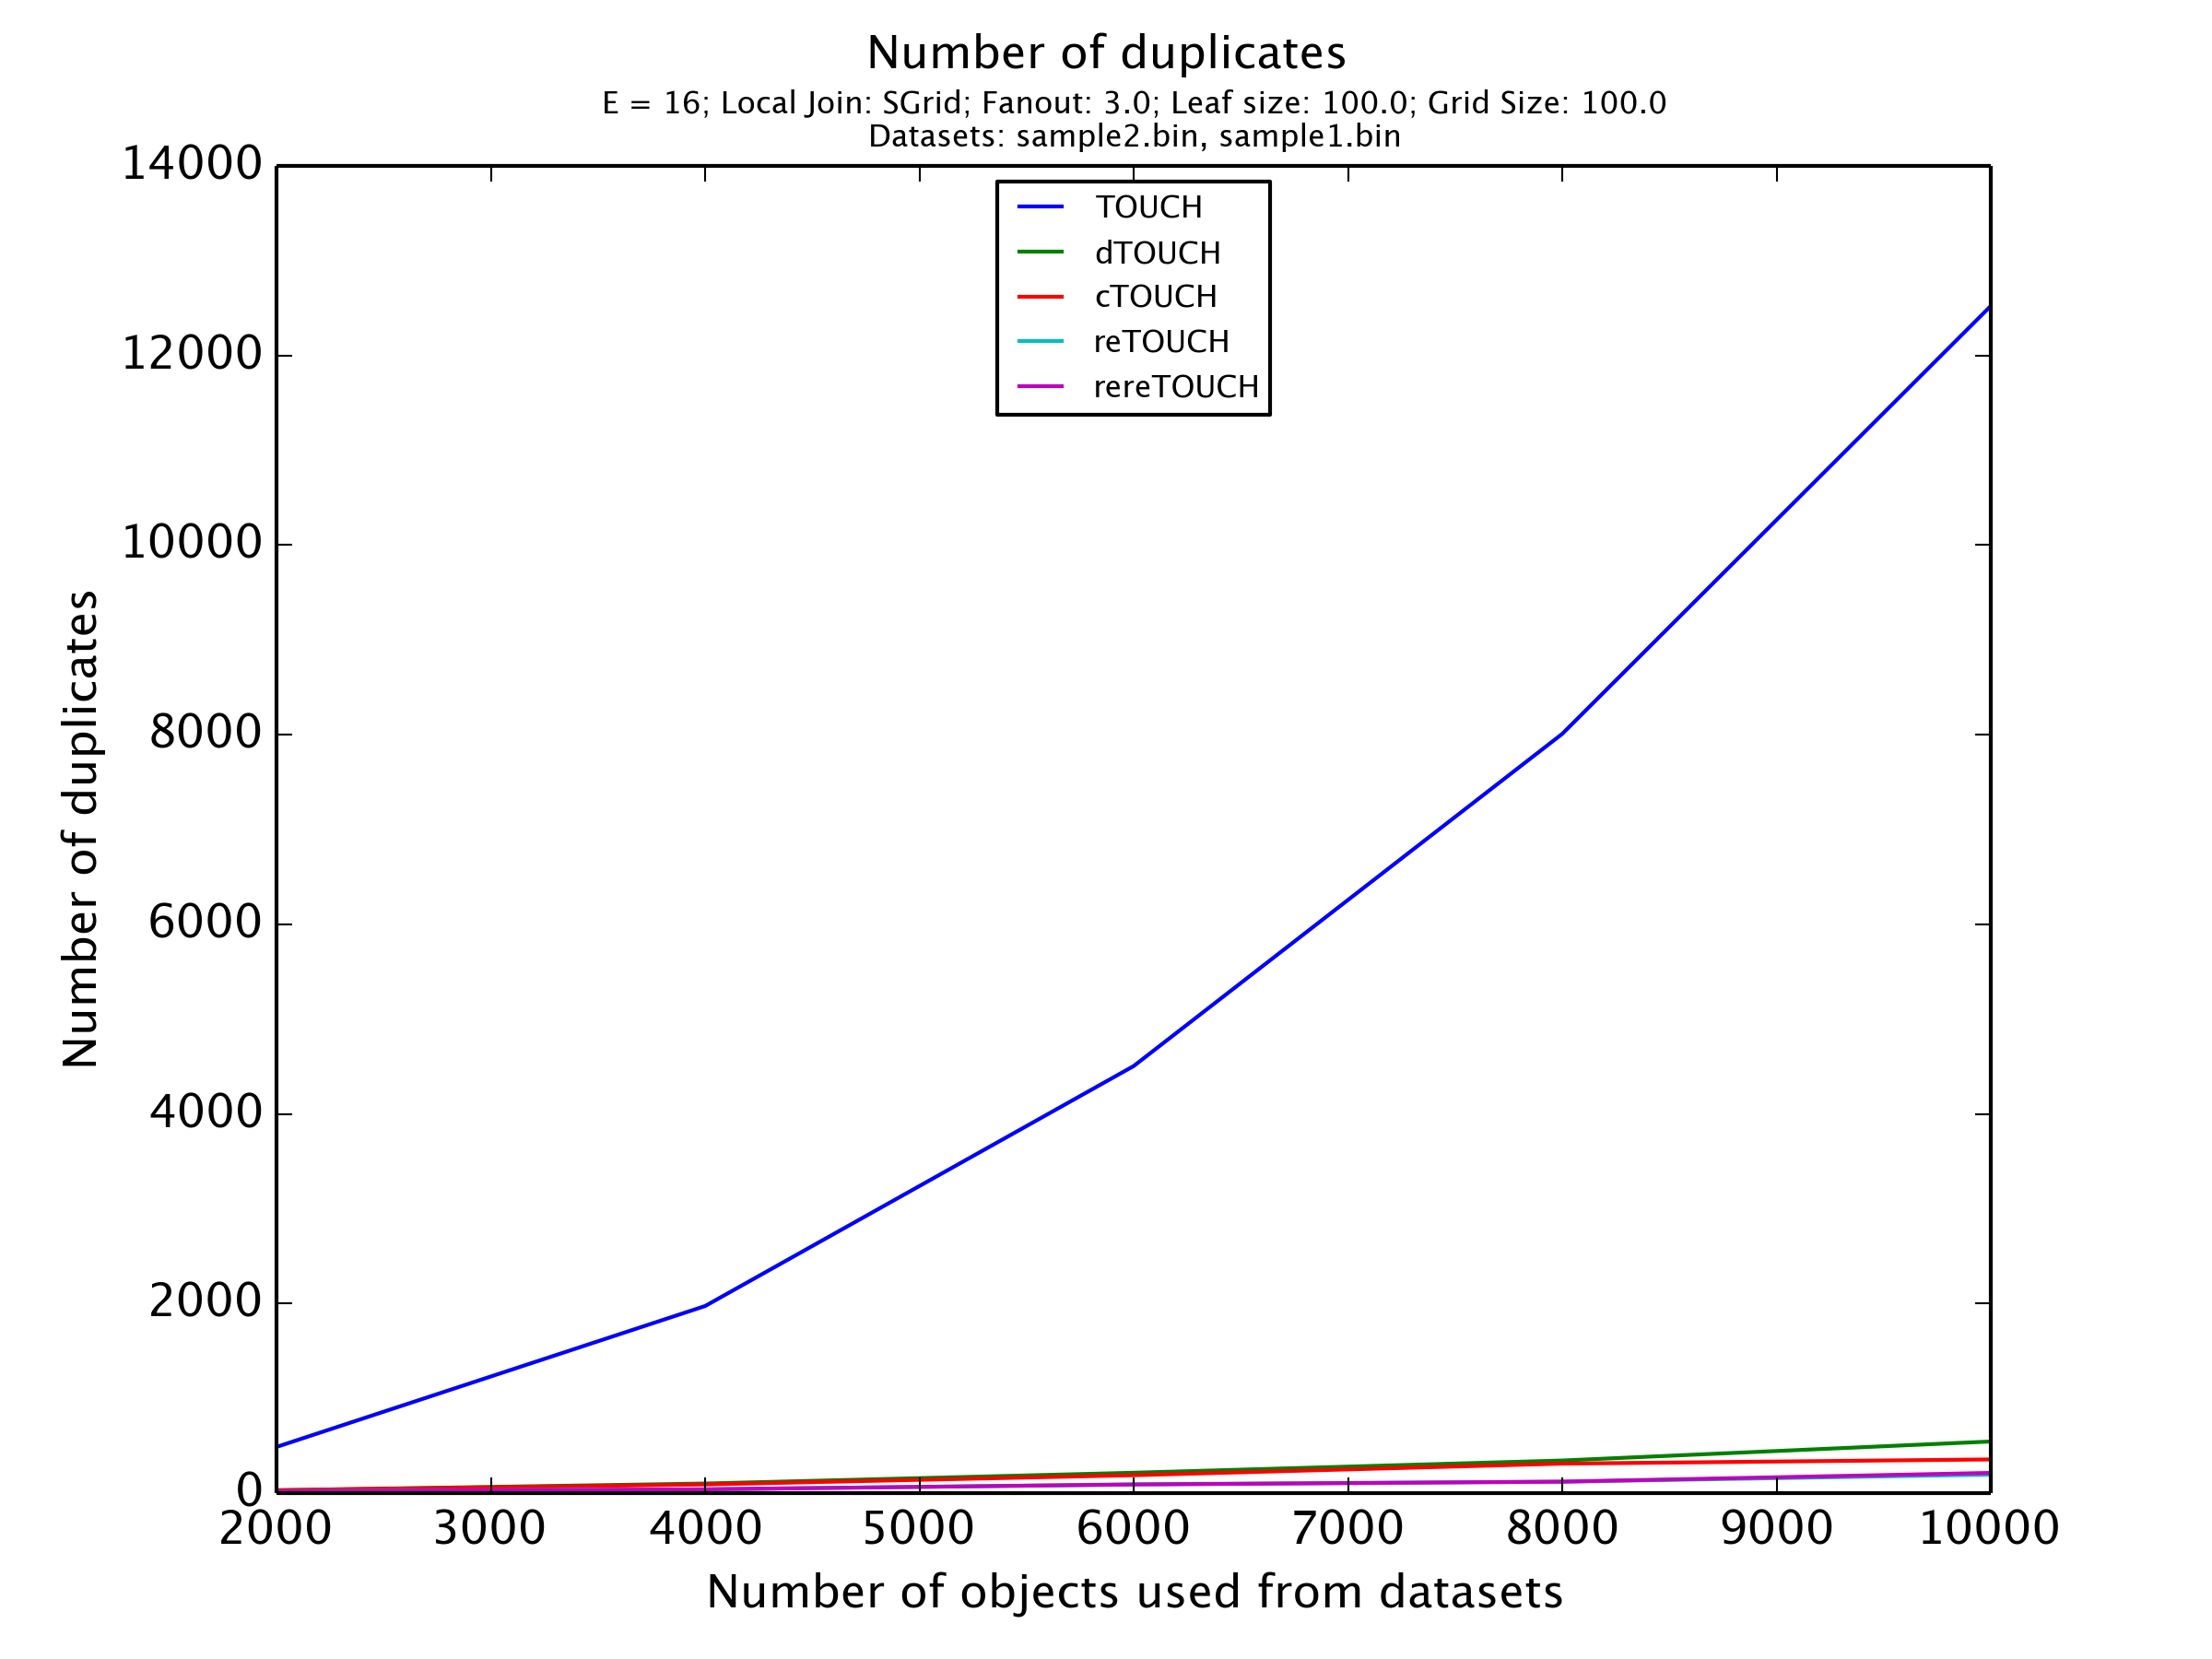 Number of duplicates
E = 16; Local Join: SGrid; Fanout: 3.0; Leaf size: 100.0; Grid Size: 100.0
Datasets: sample2.bin, sample1.bin
TOUCH
dTOUCH
cTOUCH
reTOUCH
rereTOUCH
Number of duplicates
14000
12000
10000
8000
6000
4000
2000
0
2000 3000 4000 5000 6000 7000 8000 9000 10000
Number of objects used from datasets